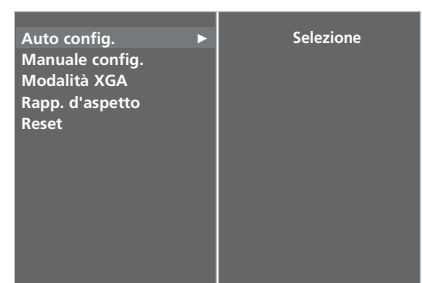 Auto config. ►
Manuale config.
Modalità XGA
Rapp. d'aspetto
Reset
Selezione